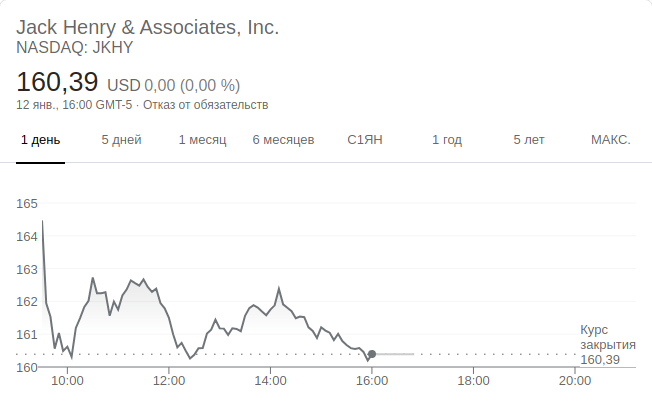 Jack Henry & Associates, Inc.
NASDAQ: JKHY
160,39 USD 0,00 (0,00 %)
12 янв., 16:00 GMT-5 · Отказ от обязательств
1 день 5 дней 1 месяц 6 месяцев С1ЯН 1 год 5 лет МАКС.
165
164
163
162
161
160
Курс
закрытия
160,39
10:00 12:00 14:00 16:00 18:00 20:00